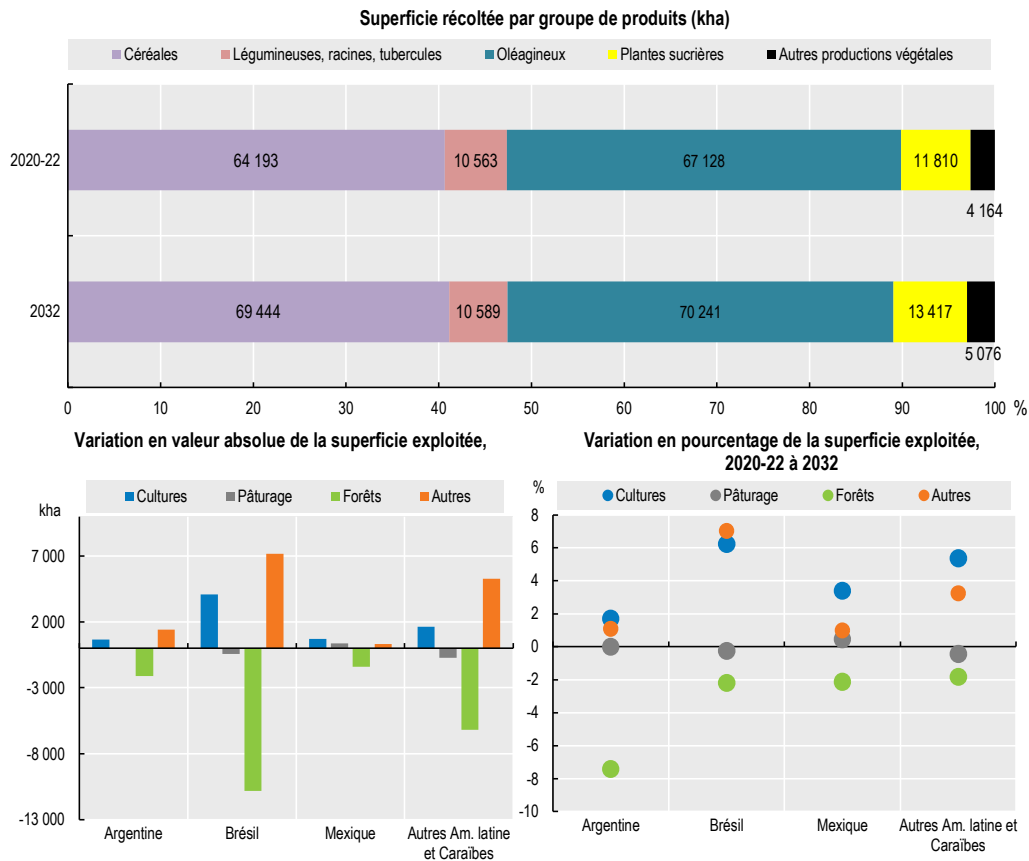 Superficie récoltée par groupe de produits (kha)
Céréales Légumineuses, racines, tubercules Oléagineux Plantes sucrières Autres productions végétales
2020-22 64 193 10 563 67 128 11 810
4 164
2032 69 444 10 589 70 241 13 417
5 076
0 10 20 30 40 50 60 70 80 90 100 %
Variation en valeur absolue de la superficie exploitée,
kha
Cultures Pâturage Forêts Autres
7 000
2 000
-3 000
-8 000
-13 000
Argentine Brésil Mexique Autres Am. latine
et Caraïbes
Variation en pourcentage de la superficie exploitée,
2020-22 à 2032
%
Cultures Pâturage Forêts Autres
8
6
4
2
0
-2
-4
-6
-8
-10
Argentine Brésil Mexique Autres Am. latine et
Caraïbes